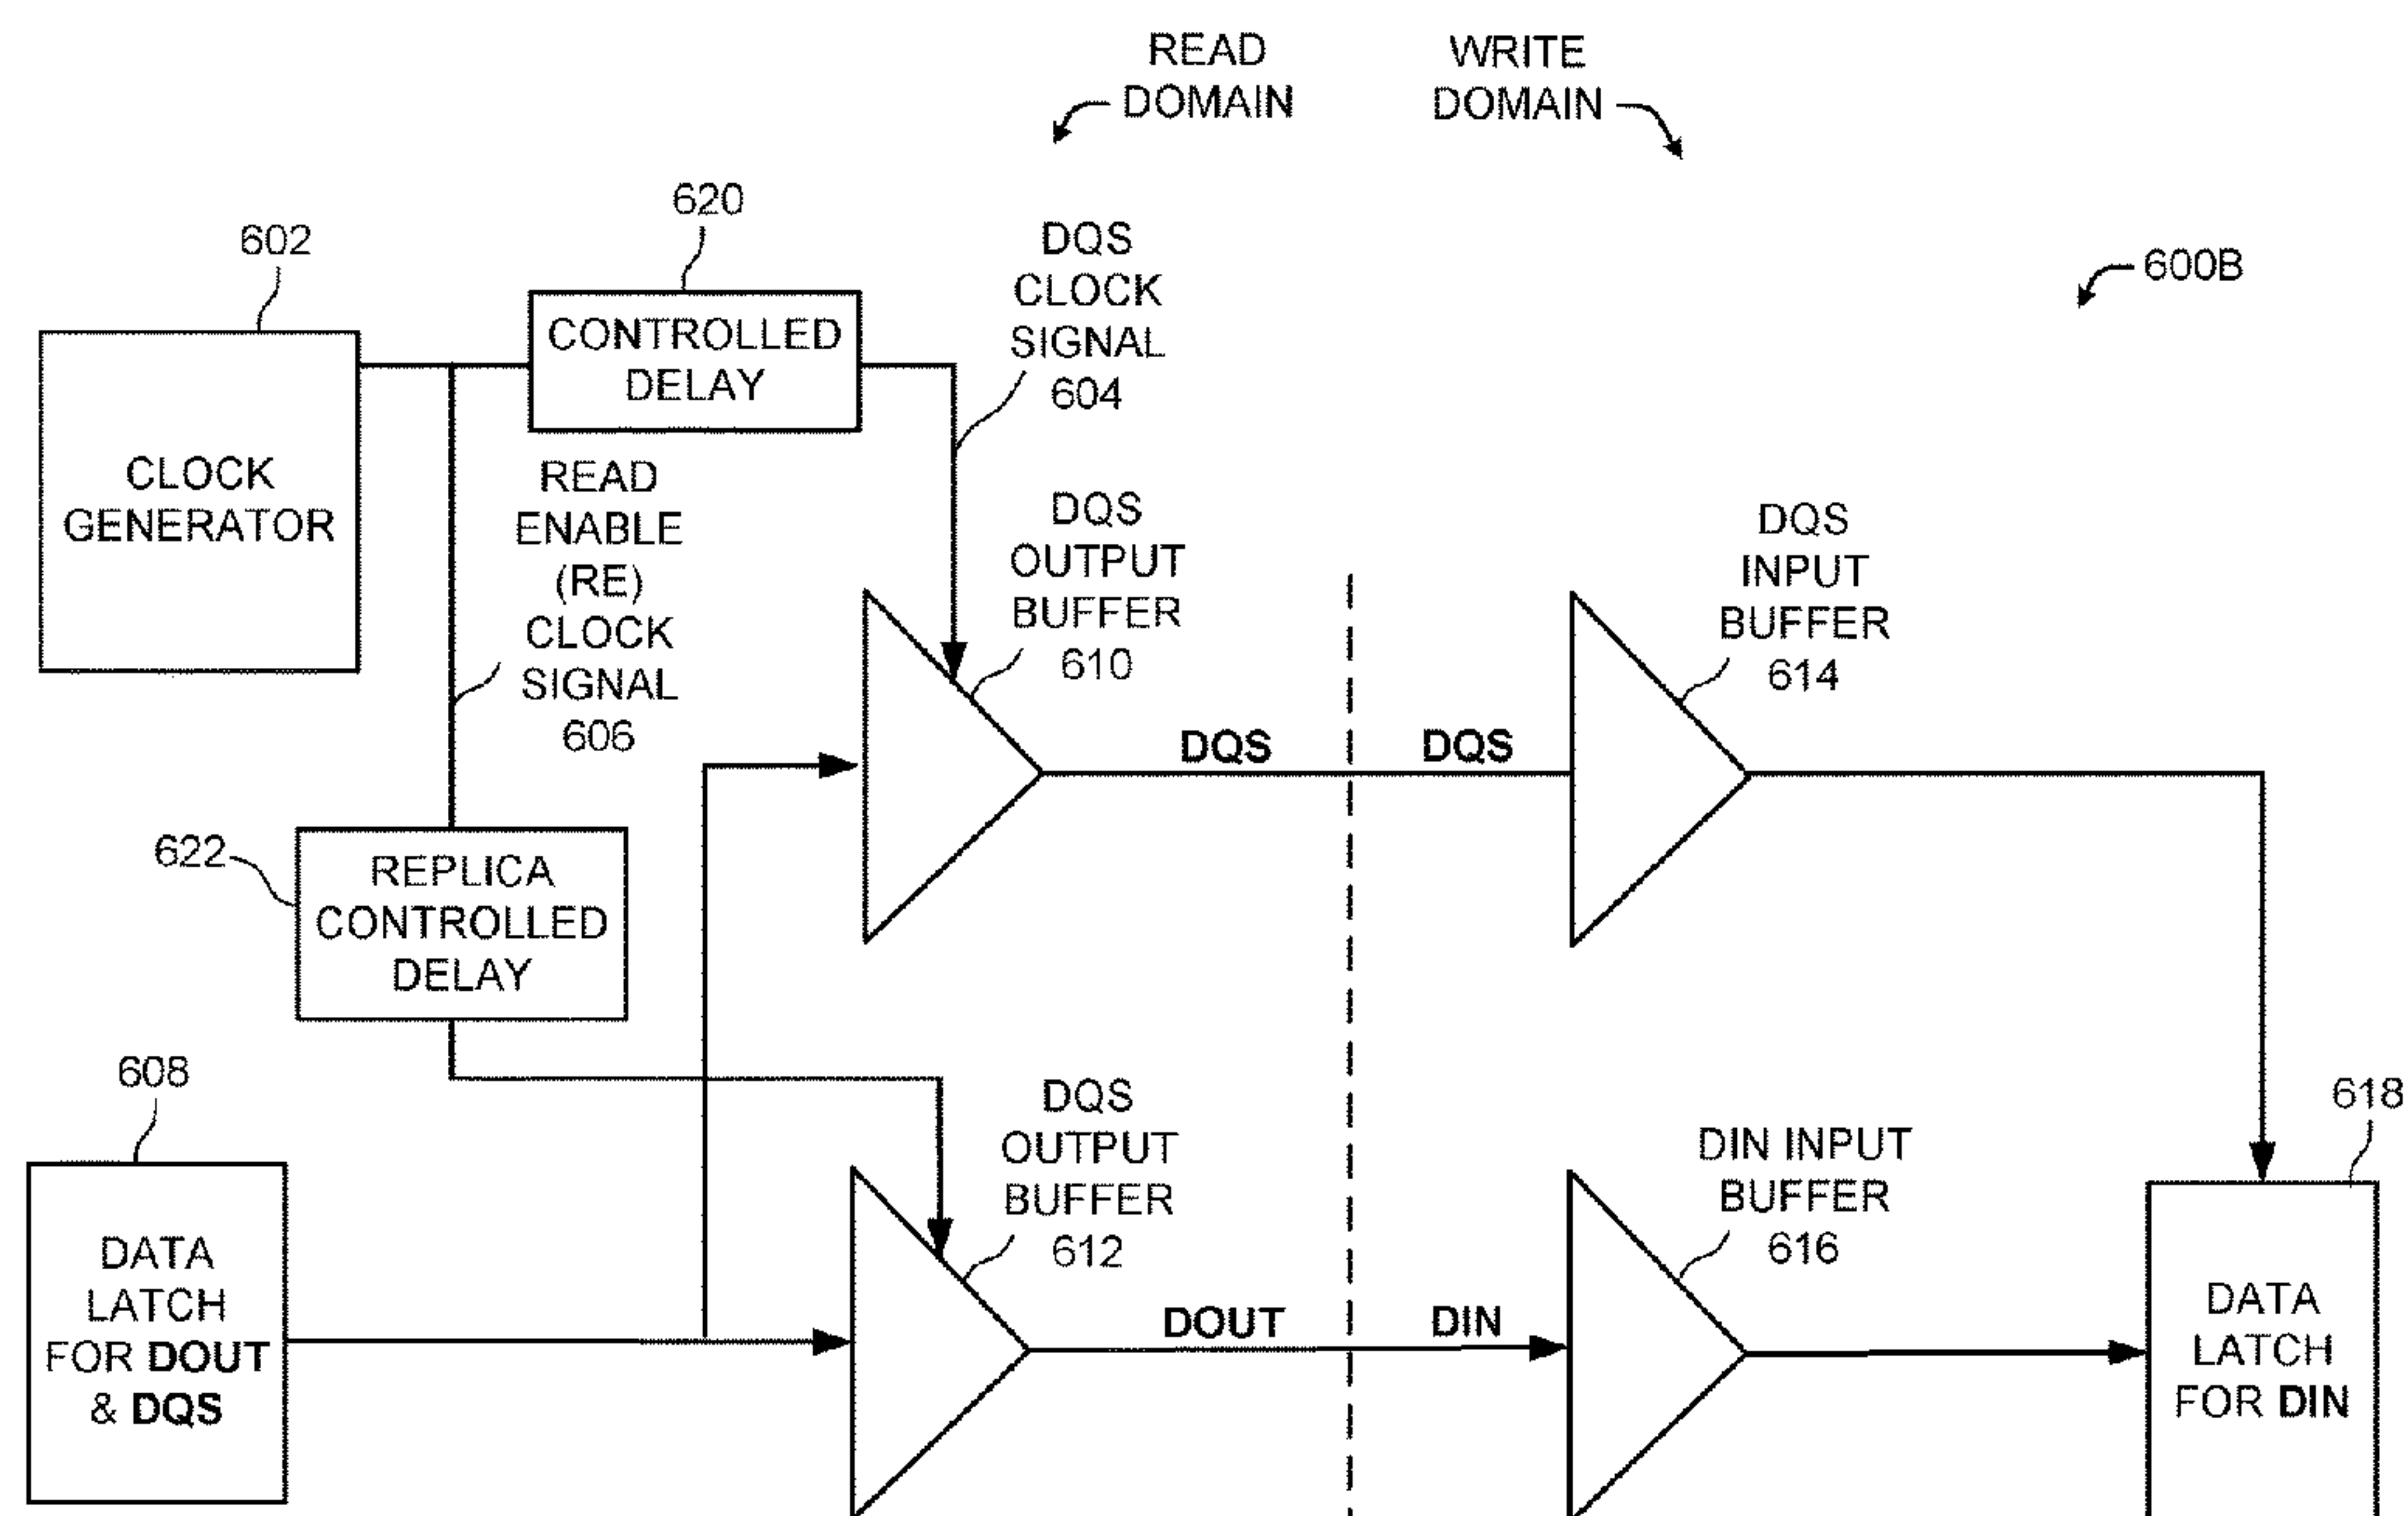 READ
DOMAIN
WRITE
DOMAIN
620
602
DQS
CLOCK
SIGNAL
604
600B
CONTROLLED
DELAY
CLOCK
GENERATOR
READ
ENABLE
(RE)
CLOCK
SIGNAL
606
DQS
OUTPUT
BUFFER
610
DQS
INPUT
BUFFER
614
DQS
DQS
622
REPLICA
CONTROLLED
DELAY
608
DQS
OUTPUT
BUFFER
612
DIN INPUT
BUFFER
616
618
DATA
LATCH
FOR DOUT
& DQS
DOUT
DIN
DATA
LATCH
FOR DIN